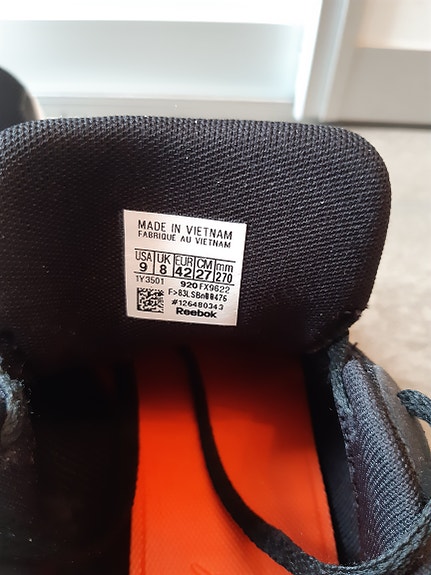 MADE IN VIETNAM
FABRIQUÉ AU VIETNAM
USA UK EUR CM mm
9 8 42 27 270
1Y3501 920 FX9622
#126480343
Reebok